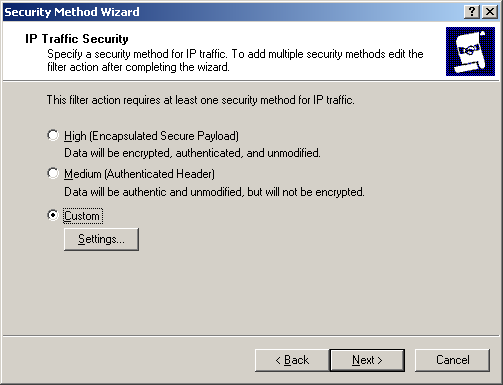 Security Method Wizard
IP Traffic Security
Specify a security method for IP traffic. To add multiple security methods edit the
filter action after completing the wizard.
This filter action requires at least one security method for IP traffic.
High (Encapsulated Secure Payload)
Data will be encrypted, authenticated, and unmodified.
Medium (Authenticated Header)
Data will be authentic and unmodified, but will not be encrypted.
Custom
Settings...
< Back
Next >
Cancel